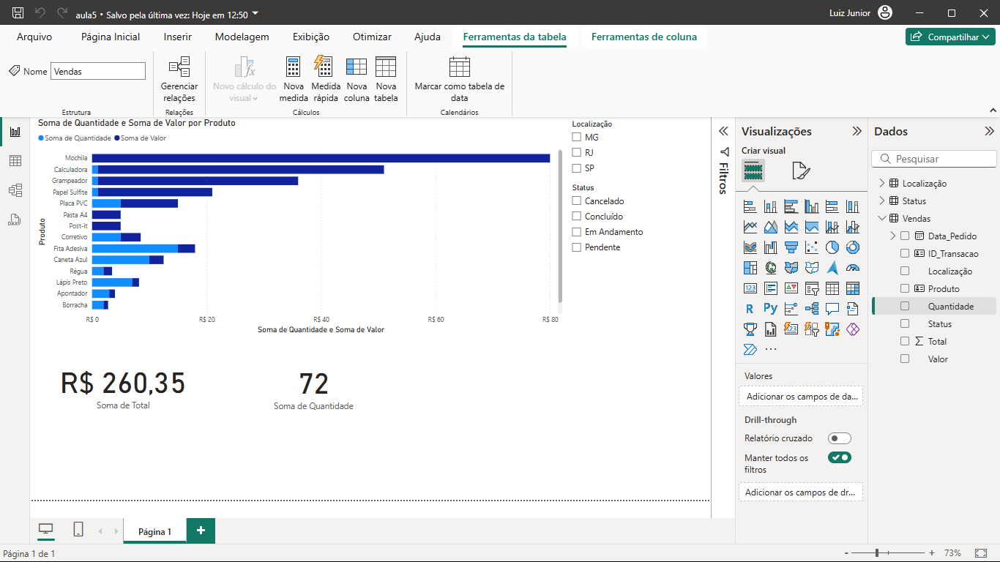 aula5 • Salvo pela última vez: Hoje em 12:50
Luiz Junior
Arquivo
Página Inicial
Inserir
Modelagem
Exibição
Otimizar
Ajuda
Ferramentas da tabela
Ferramentas de coluna
Compartilhar
Nome
Vendas
Estrutura
Gerenciar
relações
Relações
Novo cálculo do
visual
Nova
medida
Medida
rápida
Nova
coluna
Nova
tabela
Cálculos
Marcar como tabela de
data
Calendários
Soma de Quantidade e Soma de Valor por Produto
Soma de Quantidade
Soma de Valor
Produto
Mochila
Calculadora
Grampeador
Papel Sulfite
Placa PVC
Pasta A4
Post-it
Corretivo
Fita Adesiva
Caneta Azul
Régua
Lápis Preto
Apontador
Borracha
R$ 0
R$ 20
R$ 40
R$ 60
R$ 80
Soma de Quantidade e Soma de Valor
Localização
MG
RJ
SP
Status
Cancelado
Concluído
Em Andamento
Pendente
R$ 260,35
Soma de Total
72
Soma de Quantidade
Filtros
Visualizações
Criar visual
123
R
Py
123
Valores
Adicionar os campos de da...
Drill-through
Relatório cruzado
Manter todos os
filtros
Adicionar os campos de dr...
Dados
Pesquisar
Localização
Status
Vendas
Data_Pedido
ID_Transacao
Localização
Produto
Quantidade
Status
Total
Valor
DAX
Página 1
Página 1 de 1
73%